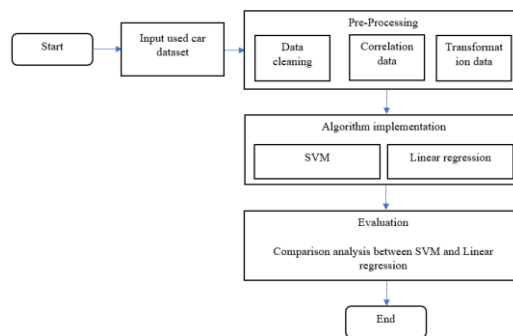 Start
Input used car
dataset
Pre-Processing
Data
cleaning
Correlation
data
Transformat
ion data
Algorithm implementation
SVM
Linear regression
Evaluation
Comparison analysis between SVM and Linear
regression
End